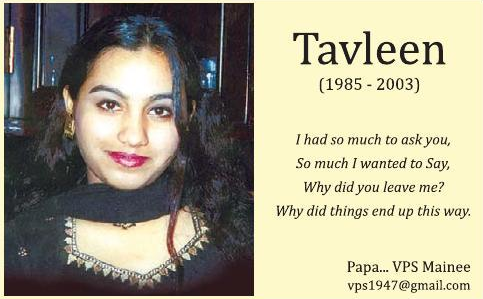 Tavleen
(1985 - 2003)
I had so much to ask you,
So much I wanted to Say,
Why did you leave me?
Why did things end up this way.
Papa... VPS Mainee
vps1947@gmail.com